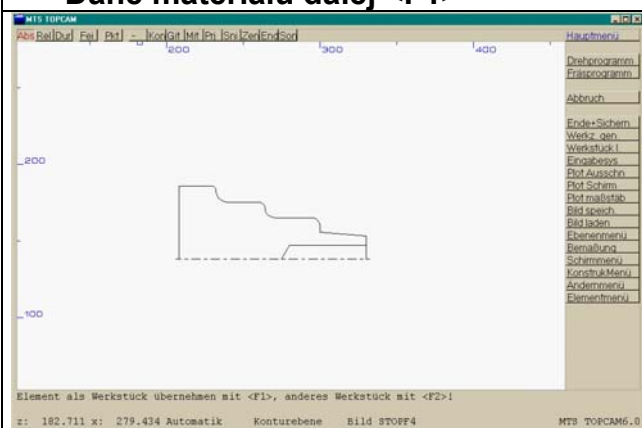 Dane materiału dalej <F1>
MTS TOPCAM
Abs Rel Dur Fei Pkt - Kon Git Mit Pn Sni Zen End Son
Hauptmenü
200 300 400
Drehprogramm
Fräsprogramm
Abbruch
Ende+Sichern
Werkz. gen.
Werkstück l.
Eingabesys
Plot Ausschn
Plot Schirm
Plot maßstäb
Bild speich.
Bild laden
Ebenenmenü
Bemaßung
Schirmmenü
KonstrukMenü
Ändernmenü
Elementmenü
200
100
Element als Werkstück übernehmen mit <F1>, anderes Werkstück mit <F2>!
z: 182.711 x: 279.434 Automatik Konturebene Bild STOPF4 MTS TOPCAM6.0